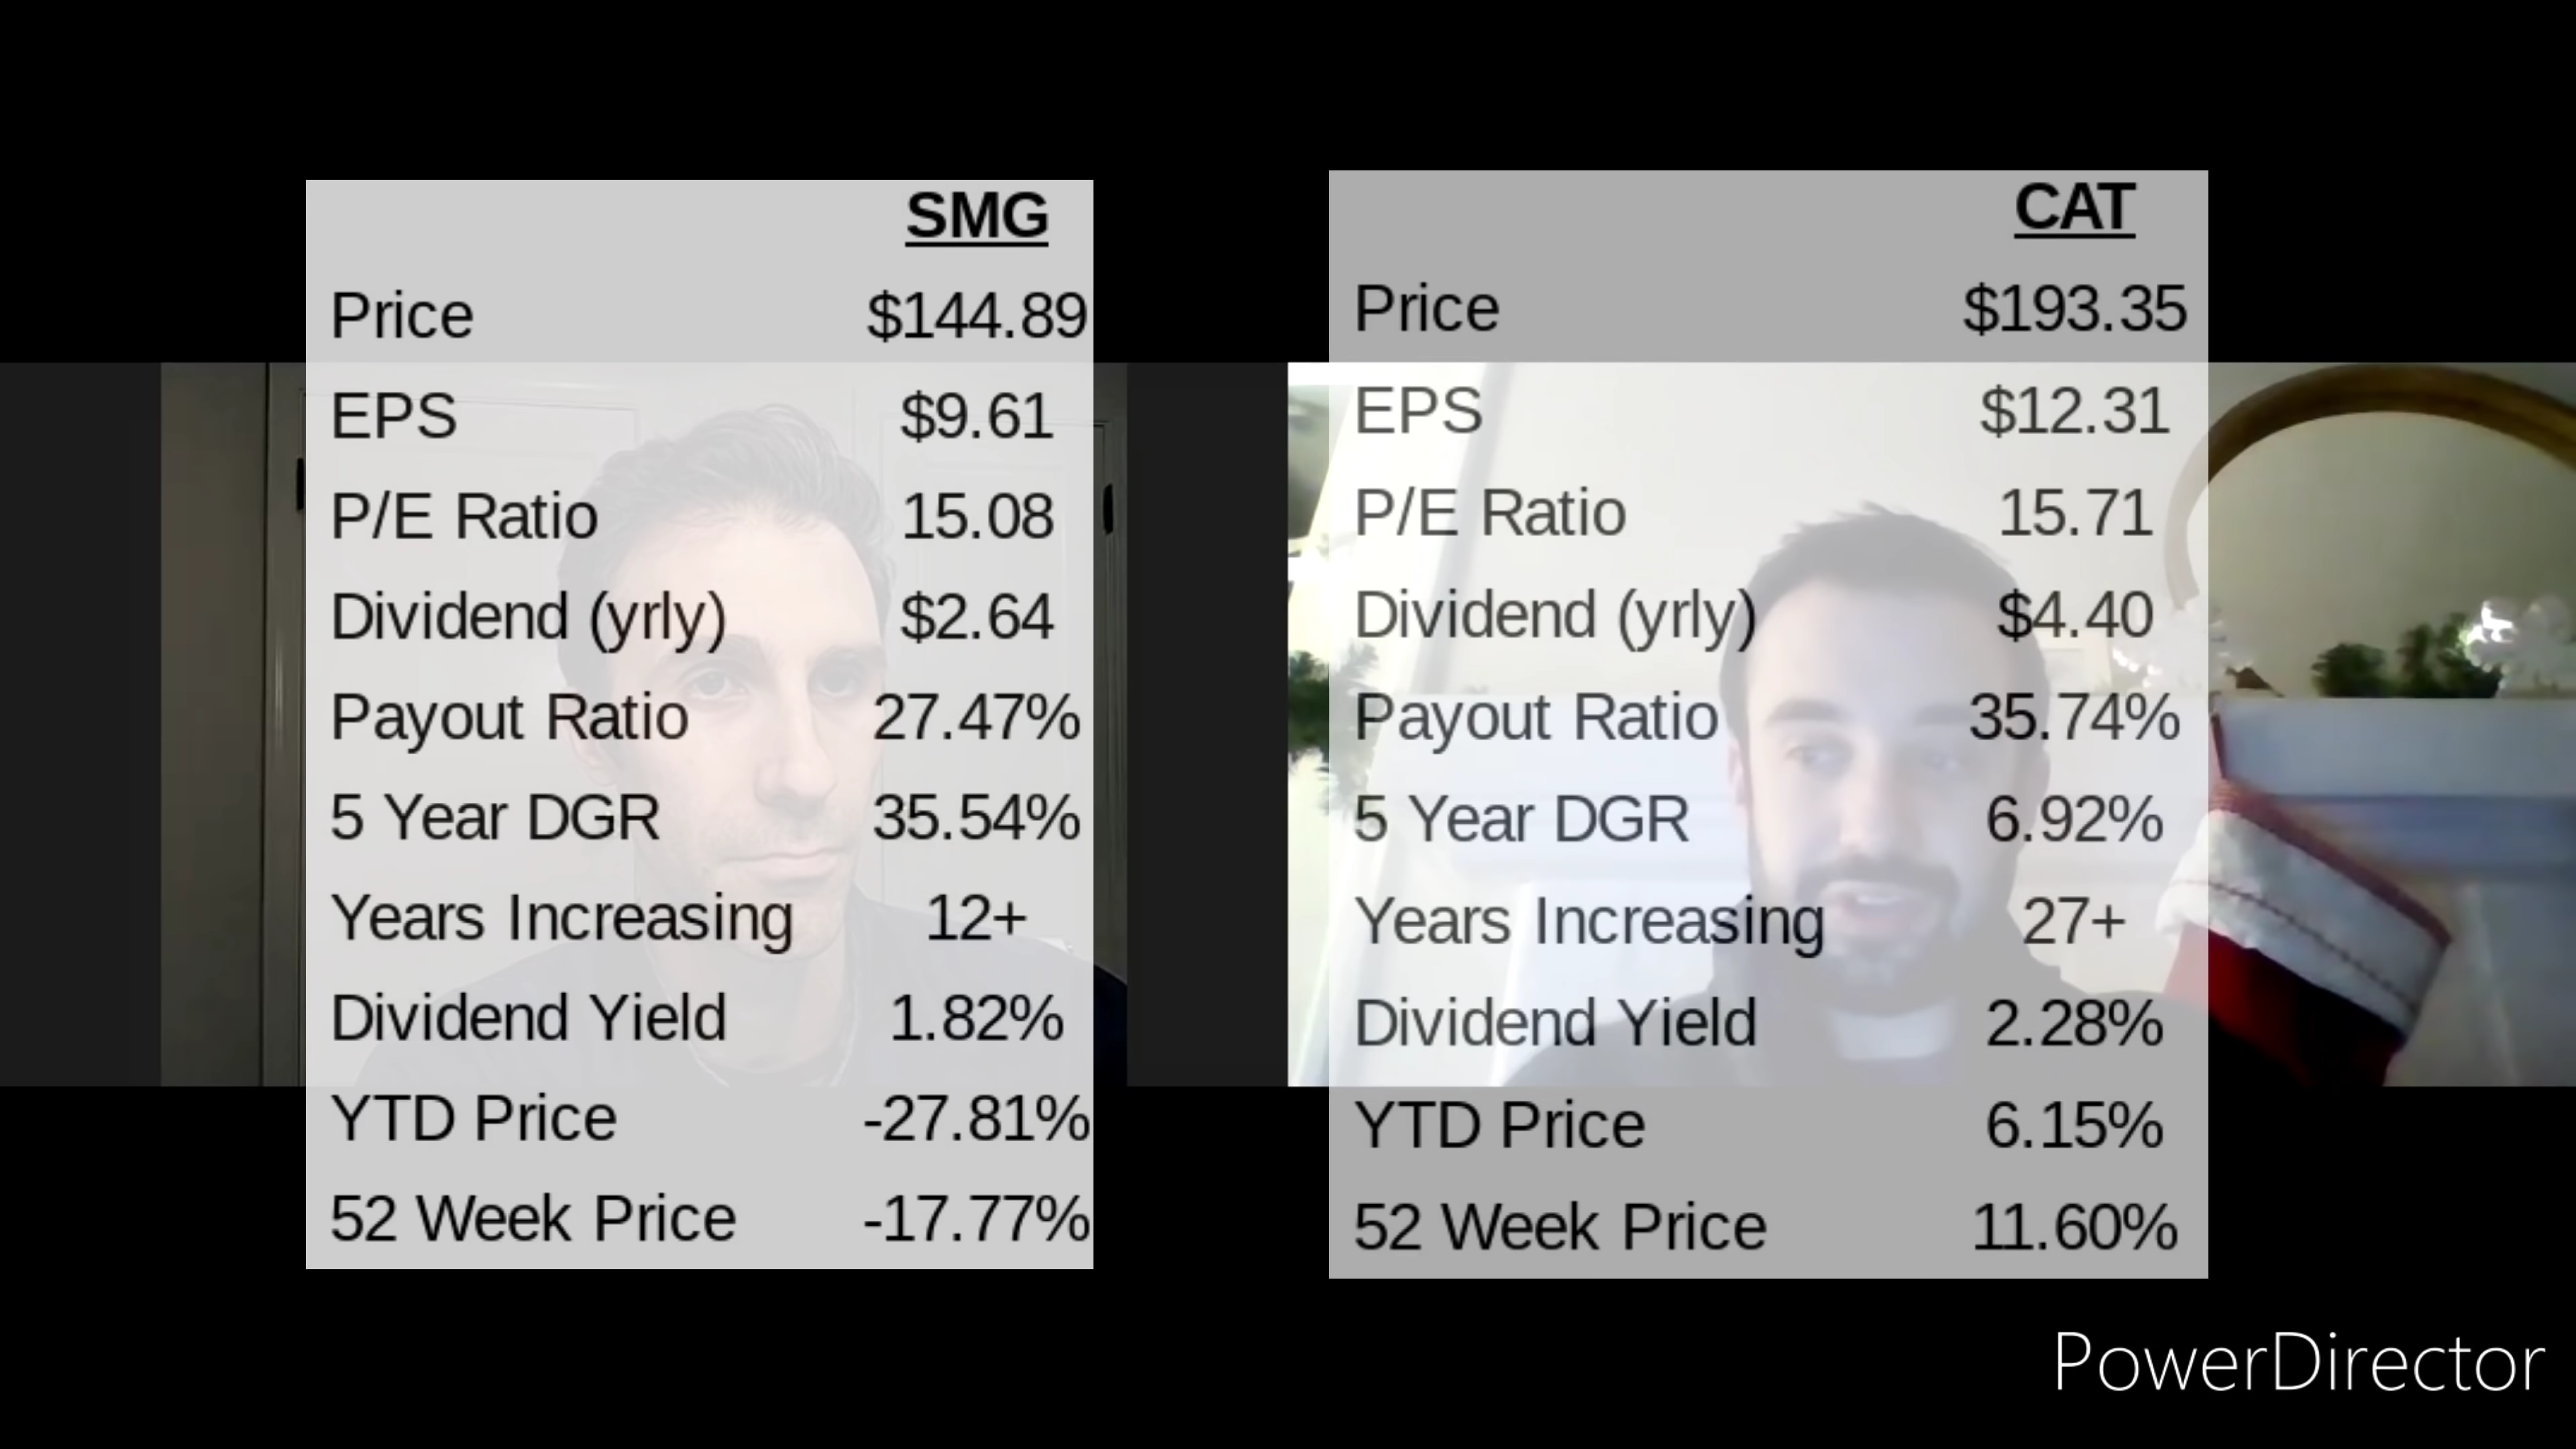 SMG
Price $144.89
EPS $9.61
P/E Ratio 15.08
Dividend (yrly) $2.64
Payout Ratio 27.47%
5 Year DGR 35.54%
Years Increasing 12+
Dividend Yield 1.82%
YTD Price -27.81%
52 Week Price -17.77%
CAT
Price $193.35
EPS $12.31
P/E Ratio 15.71
Dividend (yrly) $4.40
Payout Ratio 35.74%
5 Year DGR 6.92%
Years Increasing 27+
Dividend Yield 2.28%
YTD Price 6.15%
52 Week Price 11.60%
PowerDirector